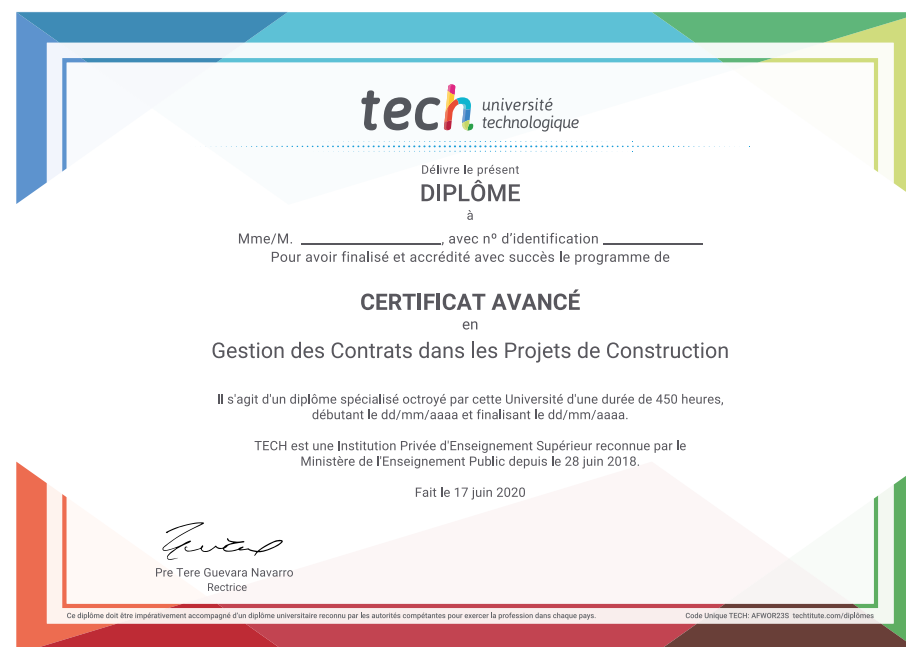 tech université
technologique
Délivre le présent
DIPLÔME
à
Mme/M. ____________________, avec nº d'identification ______________
Pour avoir finalisé et accrédité avec succès le programme de
CERTIFICAT AVANCÉ
en
Gestion des Contrats dans les Projets de Construction
Il s'agit d'un diplôme spécialisé octroyé par cette Université d'une durée de 450 heures,
débutant le dd/mm/aaaa et finalisant le dd/mm/aaaa.
TECH est une Institution Privée d'Enseignement Supérieur reconnue par le
Ministère de l'Enseignement Public depuis le 28 juin 2018.
Fait le 17 juin 2020
Pre Tere Guevara Navarro
Rectrice
Ce diplôme doit être impérativement accompagné d'un diplôme universitaire reconnu par les autorités compétantes pour exercer la profession dans chaque pays.
Code Unique TECH: AFWOR23S techtitute.com/diplômes